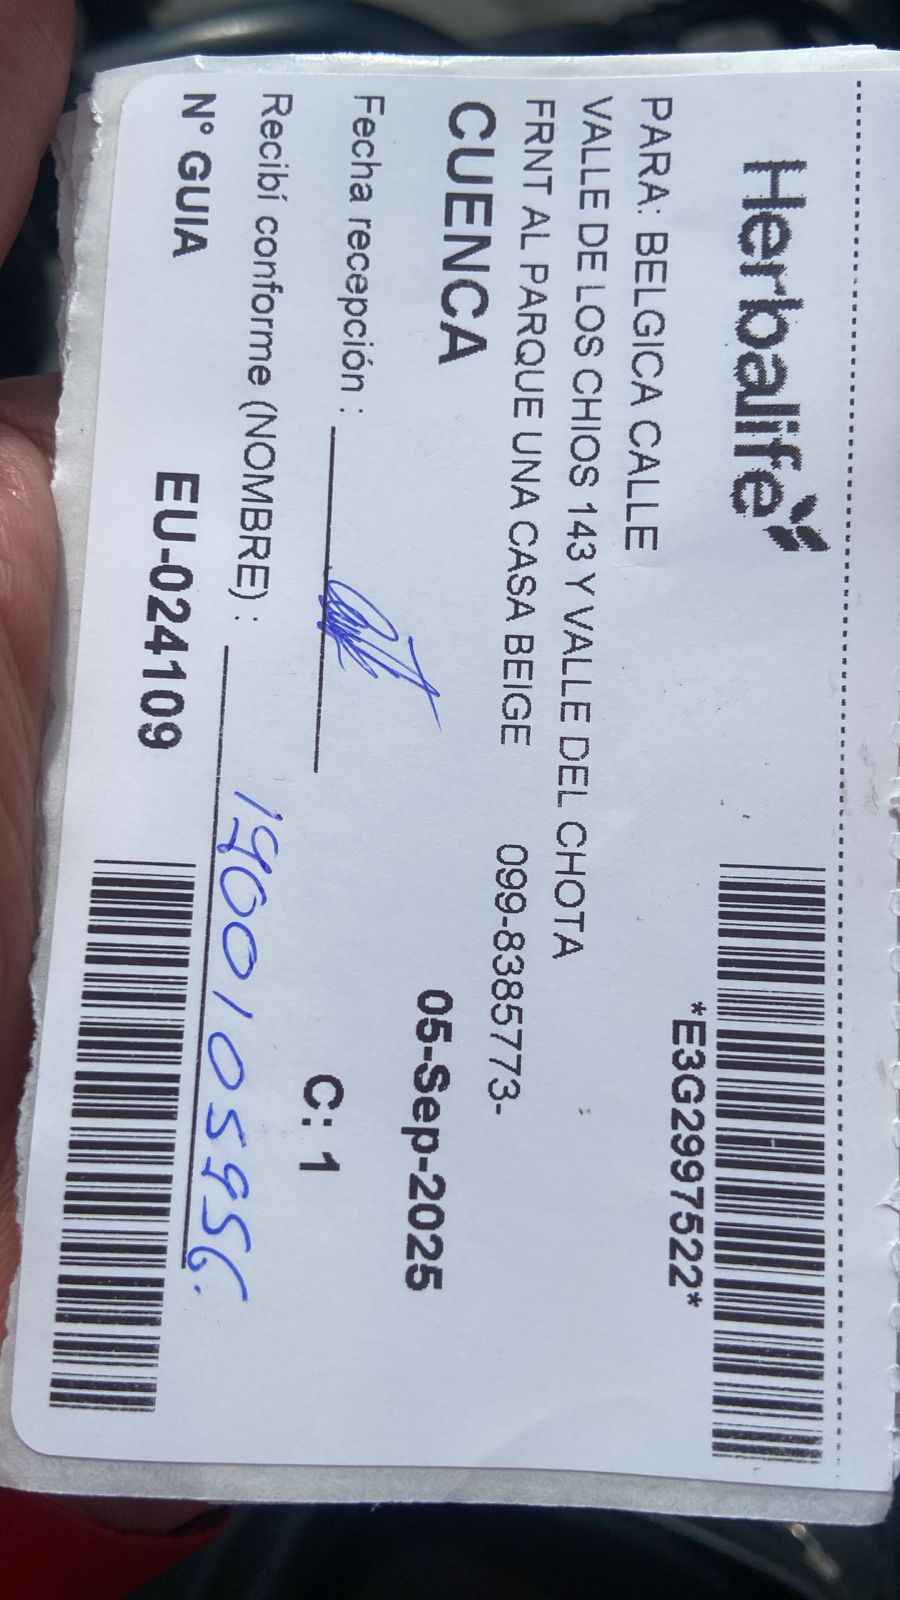 Herbalife
*E3G2997522*
PARA: BELGICA CALLE
VALLE DE LOS CHIOS 143 Y VALLE DEL CHOTA
FRNT AL PARQUE UNA CASA BEIGE 099-8385773-
CUENCA 05-Sep-2025
Fecha recepción :
C: 1
Recibí conforme (NOMBRE) : 1900105956
N° GUIA EU-024109